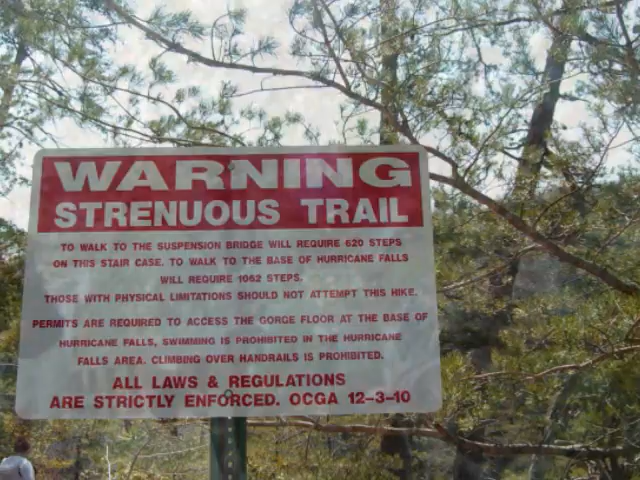 WARNING
STRENUOUS TRAIL
TO WALK TO THE SUSPENSION BRIDGE WILL REQUIRE 620 STEPS
ON THIS STAIR CASE. TO WALK TO THE BASE OF HURRICANE FALLS
WILL REQUIRE 1062 STEPS.
THOSE WITH PHYSICAL LIMITATIONS SHOULD NOT ATTEMPT THIS HIKE.
PERMITS ARE REQUIRED TO ACCESS THE GORGE FLOOR AT THE BASE OF
HURRICANE FALLS, SWIMMING IS PROHIBITED IN THE HURRICANE
FALLS AREA. CLIMBING OVER HANDRAILS IS PROHIBITED.
ALL LAWS & REGULATIONS
ARE STRICTLY ENFORCED. OCGA 12-3-10